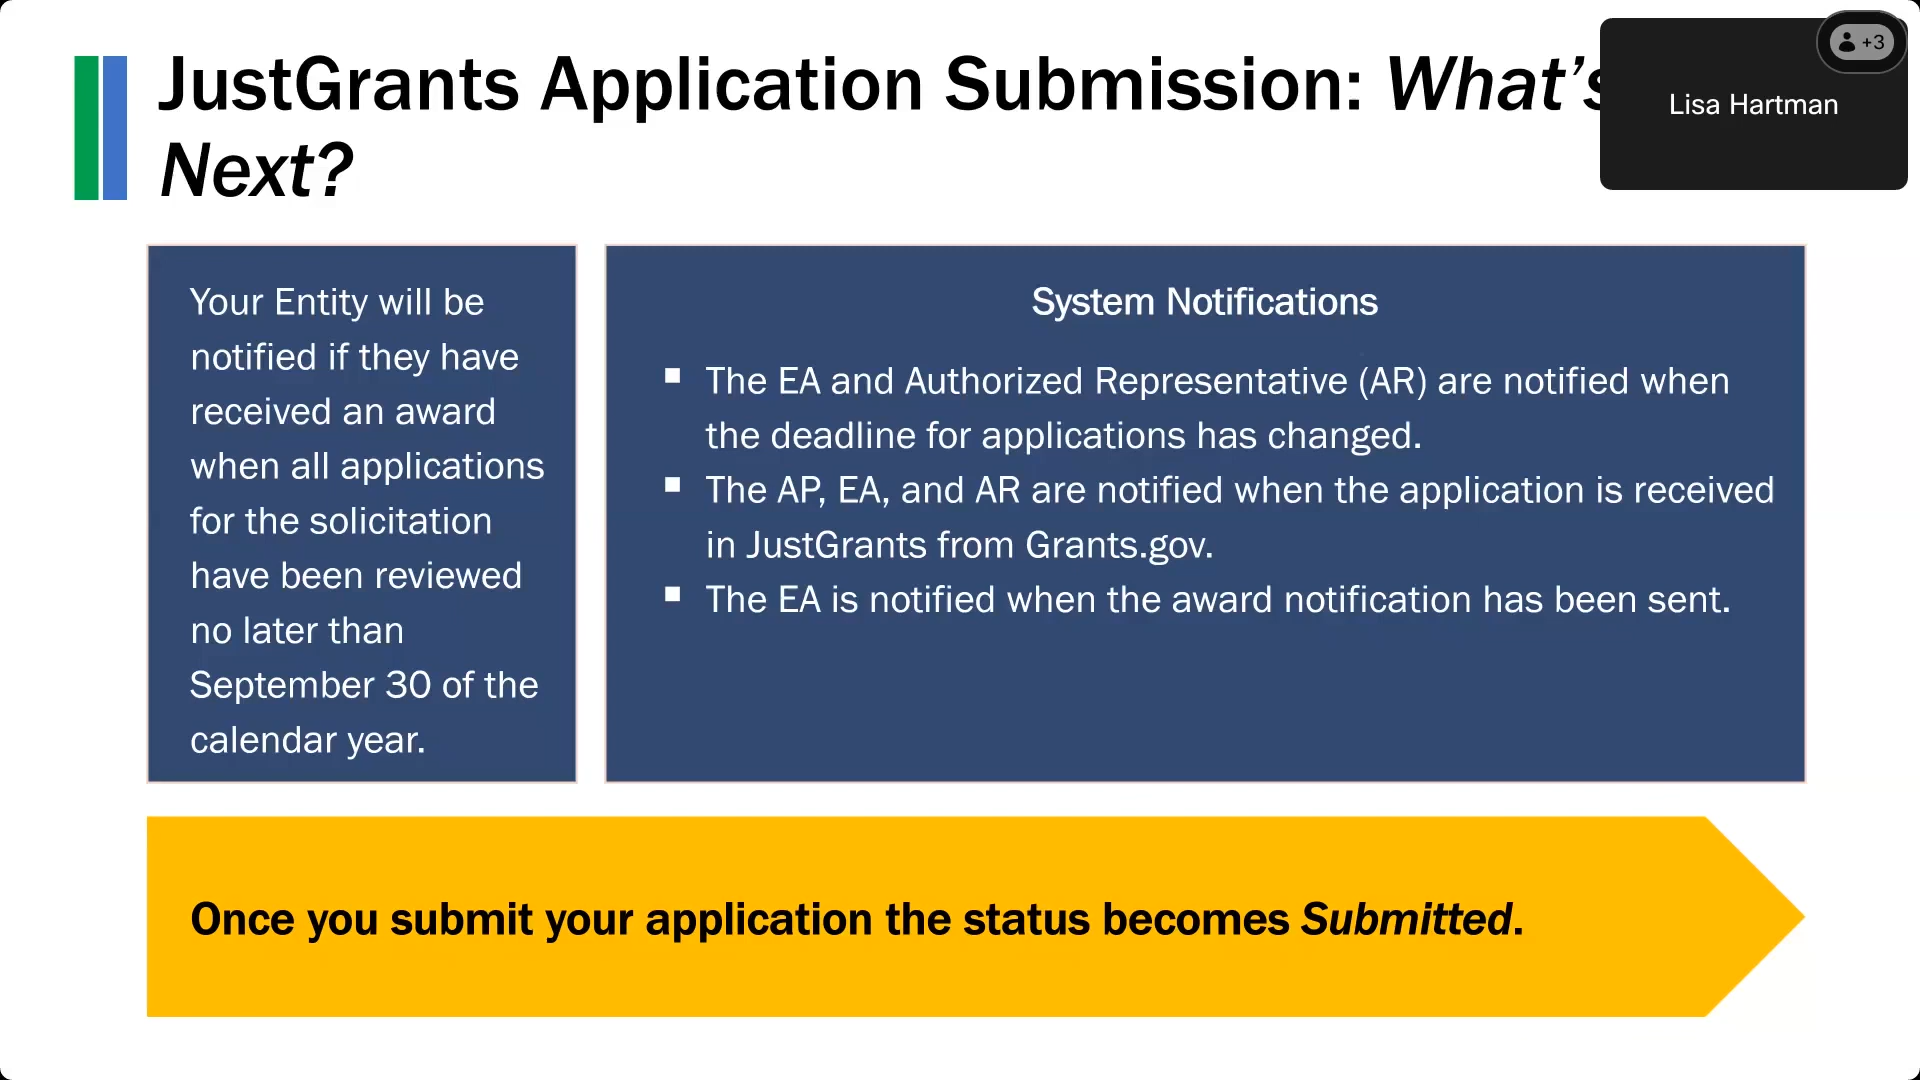 JustGrants Application Submission: What's
Next?
+3
Lisa Hartman
Your Entity will be
notified if they have
received an award
when all applications
for the solicitation
have been reviewed
no later than
September 30 of the
calendar year.
System Notifications
▪ The EA and Authorized Representative (AR) are notified when
the deadline for applications has changed.
▪ The AP, EA, and AR are notified when the application is received
in JustGrants from Grants.gov.
▪ The EA is notified when the award notification has been sent.
Once you submit your application the status becomes Submitted.